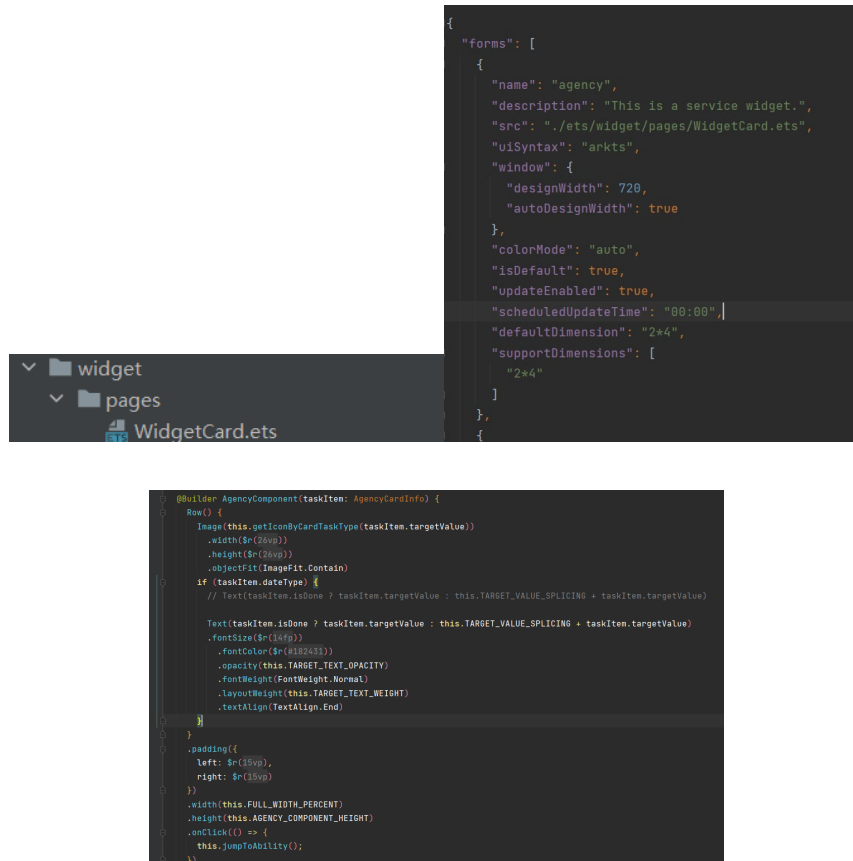 {
"forms": [
{
"name": "agency",
"description": "This is a service widget.",
"src": "./ets/widget/pages/WidgetCard.ets",
"uiSyntax": "arkts",
"window": {
"designWidth": 720,
"autoDesignWidth": true
},
"colorMode": "auto",
"isDefault": true,
"updateEnabled": true,
"scheduledUpdateTime": "00:00",
"defaultDimension": "2*4",
"supportDimensions": [
"2*4"
]
},
{
widget
pages
ETS WidgetCard.ets
@Builder AgencyComponent(taskItem: AgencyCardInfo) {
Row() {
Image(this.getIconByCardTaskType(taskItem.targetValue))
.width($r(26vp))
.height($r(26vp))
.objectFit(ImageFit.Contain)
if (taskItem.dateType) {
// Text(taskItem.isDone ? taskItem.targetValue : this.TARGET_VALUE_SPLICING + taskItem.targetValue)
Text(taskItem.isDone ? taskItem.targetValue : this.TARGET_VALUE_SPLICING + taskItem.targetValue)
.fontSize($r(14fp))
.fontColor($r(#182431))
.opacity(this.TARGET_TEXT_OPACITY)
.fontWeight(FontWeight.Normal)
.layoutWeight(this.TARGET_TEXT_WEIGHT)
.textAlign(TextAlign.End)
}
}
.padding({
left: $r(15vp),
right: $r(15vp)
})
.width(this.FULL_WIDTH_PERCENT)
.height(this.AGENCY_COMPONENT_HEIGHT)
.onClick(() => {
this.jumpToAbility();
})